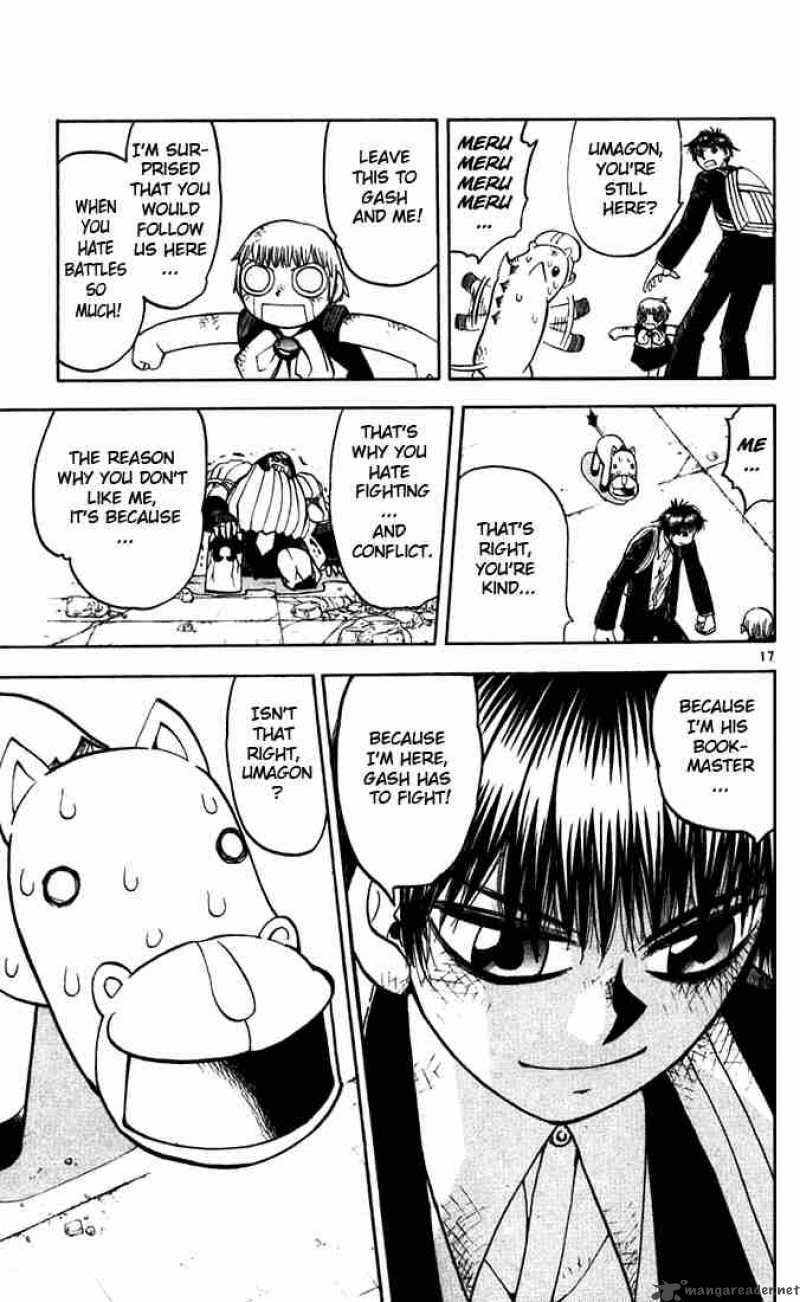 UMAGON,
YOU'RE
STILL
HERE?
MERU
MERU
MERU
MERU
...
LEAVE
THIS TO
GASH
AND ME!
I'M SUR-
PRISED
THAT YOU
WOULD
FOLLOW
US HERE
...
WHEN
YOU
HATE
BATTLES
SO
MUCH!
ME
...
THAT'S
RIGHT,
YOU'RE
KIND...
THAT'S
WHY YOU
HATE
FIGHTING
...
AND
CONFLICT.
THE REASON
WHY YOU DON'T
LIKE ME,
IT'S BECAUSE
...
17
BECAUSE
I'M HIS
BOOK-
MASTER
...
BECAUSE
I'M HERE,
GASH HAS
TO FIGHT!
ISN'T
THAT
RIGHT,
UMAGON
?
mangareader.net